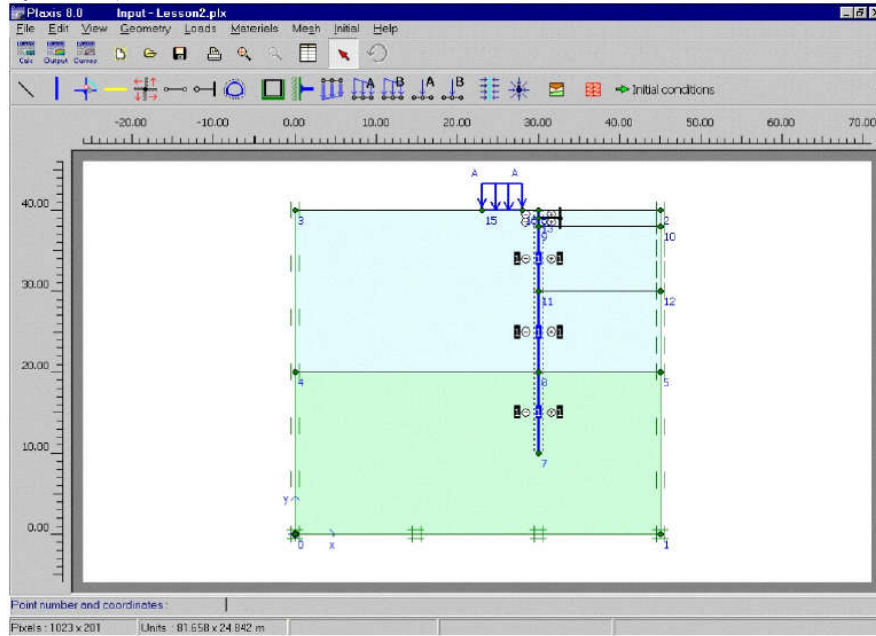 Plaxis 8.0 Input - Lesson2.plx
File Edit View Geometry Loads Materials Mesh Initial Help
Calc Output Curves
A B A B Initial conditions
-20.00 -10.00 0.00 10.00 20.00 30.00 40.00 50.00 60.00 70.00
A A
40.00
3 15 2
9 10
30.00
11 12
20.00
4 8 5
10.00
7
y
0.00
0 x 1
Point number and coordinates :
Pixels : 1023 x 201 Units : 81.658 x 24.842 m